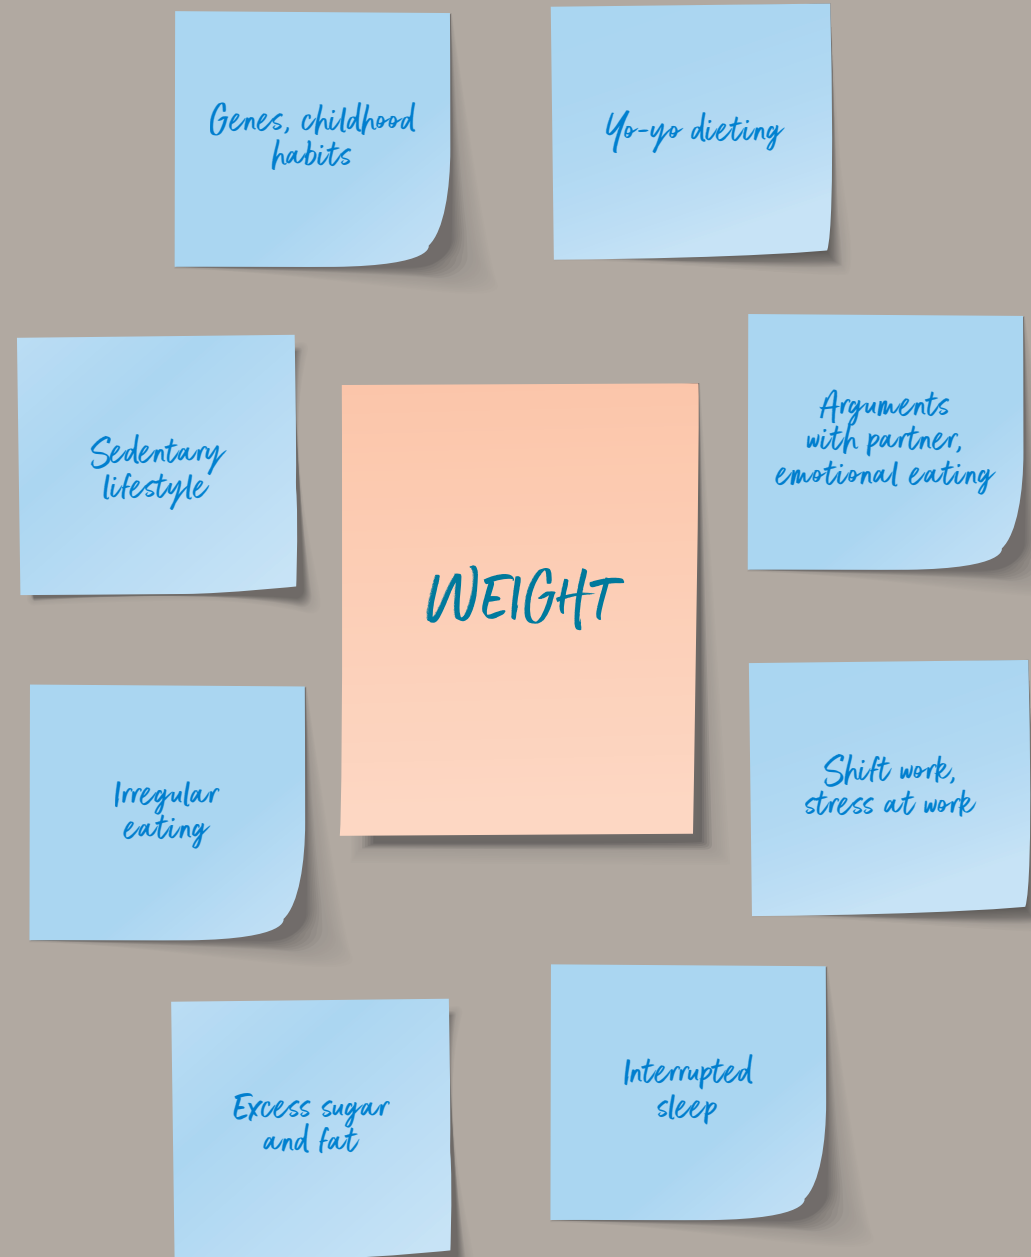 Genes, childhood
habits
Yo-yo dieting
Sedentary
lifestyle
Arguments
with partner,
emotional eating
WEIGHT
Irregular
eating
Shift work,
stress at work
Excess sugar
and fat
Interrupted
sleep